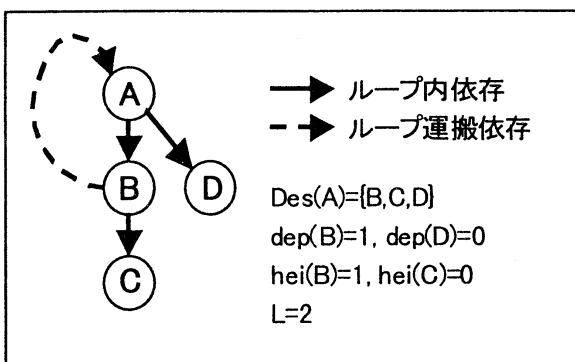 A
B
D
C
ループ内依存
ループ運搬依存
Des(A)={B,C,D}
dep(B)=1, dep(D)=0
hei(B)=1, hei(C)=0
L=2